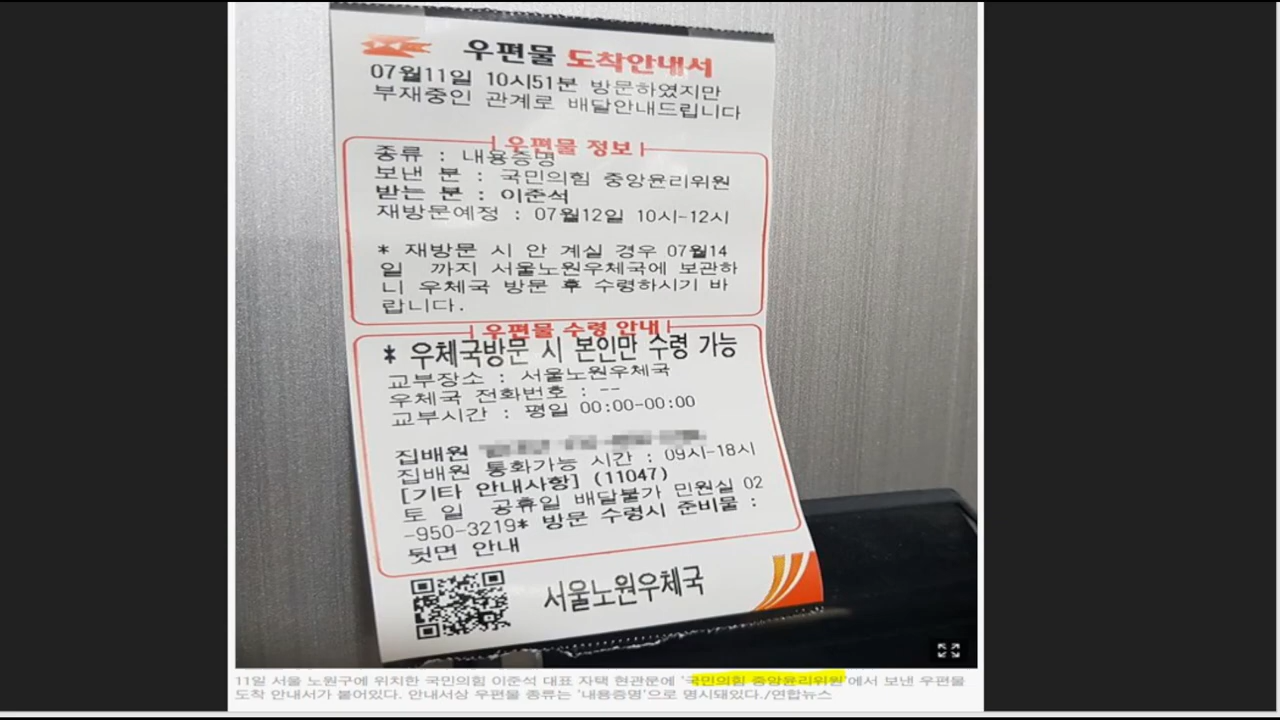 우편물 도착안내서
07월11일 10시51분 방문하였지만
부재중인 관계로 배달안내드립니다
우편물 정보
종류 : 내용증명
보낸 분 : 국민의힘 중앙윤리위원
받는 분 : 이준석
재방문예정 : 07월12일 10시-12시
* 재방문 시 안 계실 경우 07월14
일 까지 서울노원우체국에 보관하
니 우체국 방문 후 수령하시기 바
랍니다.
우편물 수령 안내
* 우체국방문 시 본인만 수령 가능
교부장소 : 서울노원우체국
우체국 전화번호 : --
교부시간 : 평일 00:00-00:00
집배원
집배원 통화가능 시간 : 09시-18시
[기타 안내사항] (11047)
토 일 공휴일 배달불가 민원실 02
-950-3219* 방문 수령시 준비물 :
뒷면 안내
서울노원우체국
11일 서울 노원구에 위치한 국민의힘 이준석 대표 자택 현관문에 '국민의힘 중앙윤리위원'에서 보낸 우편물
도착 안내서가 붙어있다. 안내서상 우편물 종류는 '내용증명'으로 명시돼있다./연합뉴스